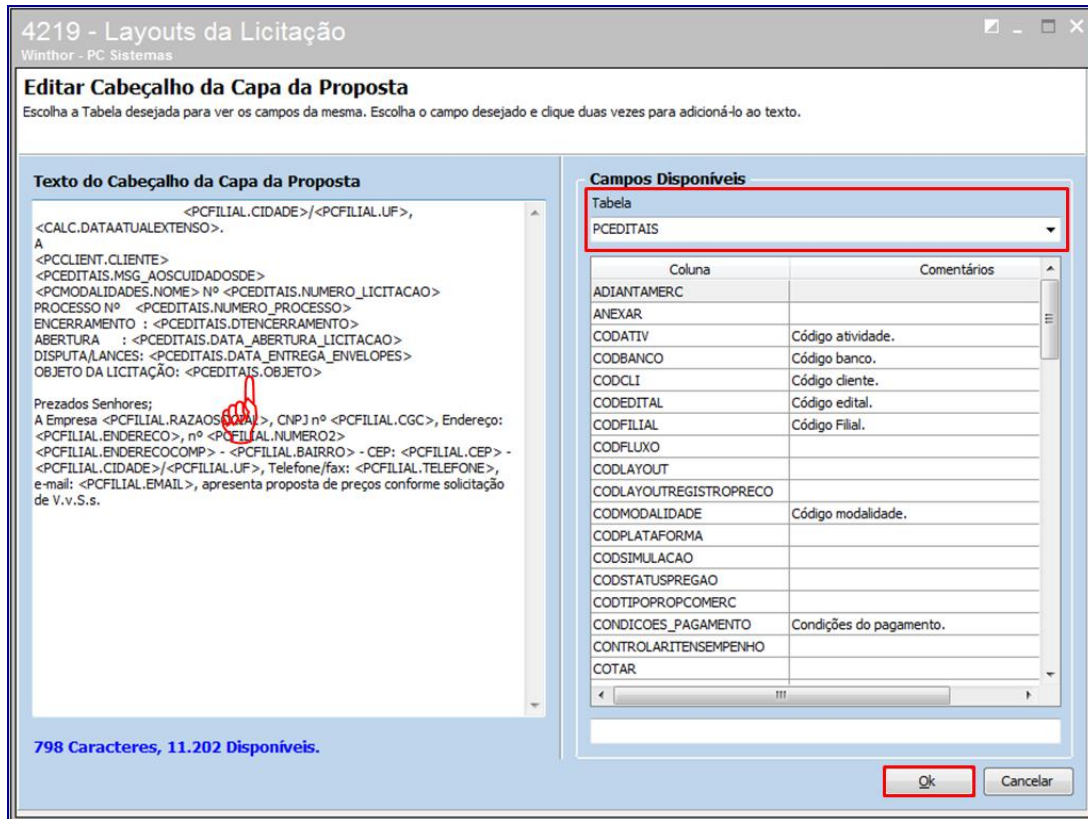 4219 - Layouts da Licitação
Winthor - PC Sistemas
Editar Cabeçalho da Capa da Proposta
Escolha a Tabela desejada para ver os campos da mesma. Escolha o campo desejado e clique duas vezes para adicioná-lo ao texto.
Texto do Cabeçalho da Capa da Proposta
<PCFILIAL.CIDADE>/<PCFILIAL.UF>,
<CALC.DATAATUALEXTENSO>.
A
<PCCLIENT.CLIENTE>
<PCEDITAIS.MSG_AOSCUIDADOSDE>
<PCMODALIDADES.NOME> Nº <PCEDITAIS.NUMERO_LICITACAO>
PROCESSO Nº <PCEDITAIS.NUMERO_PROCESSO>
ENCERRAMENTO : <PCEDITAIS.DTENCERRAMENTO>
ABERTURA : <PCEDITAIS.DATA_ABERTURA_LICITACAO>
DISPUTA/LANCES: <PCEDITAIS.DATA_ENTREGA_ENVELOPES>
OBJETO DA LICITAÇÃO: <PCEDITAIS.OBJETO>
Prezados Senhores;
A Empresa <PCFILIAL.RAZAOSOCIAL>, CNPJ nº <PCFILIAL.CGC>, Endereço:
<PCFILIAL.ENDERECO>, nº <PCFILIAL.NUMERO2>
<PCFILIAL.ENDERECOCOMP> - <PCFILIAL.BAIRRO> - CEP: <PCFILIAL.CEP> -
<PCFILIAL.CIDADE>/<PCFILIAL.UF>, Telefone/fax: <PCFILIAL.TELEFONE>,
e-mail: <PCFILIAL.EMAIL>, apresenta proposta de preços conforme solicitação
de V.v.S.s.
798 Caracteres, 11.202 Disponíveis.
Campos Disponíveis
Tabela
PCEDITAIS
Coluna Comentários
ADIANTAMERC
ANEXAR
CODATIV Código atividade.
CODBANCO Código banco.
CODCLI Código cliente.
CODEDITAL Código edital.
CODFILIAL Código Filial.
CODFLUXO
CODLAYOUT
CODLAYOUTREGISTROPRECO
CODMODALIDADE Código modalidade.
CODPLATAFORMA
CODSIMULACAO
CODSTATUSPREGAO
CODTIPOPROPCOMERC
CONDICOES_PAGAMENTO Condições do pagamento.
CONTROLARITENSEMPENHO
COTAR
Ok Cancelar